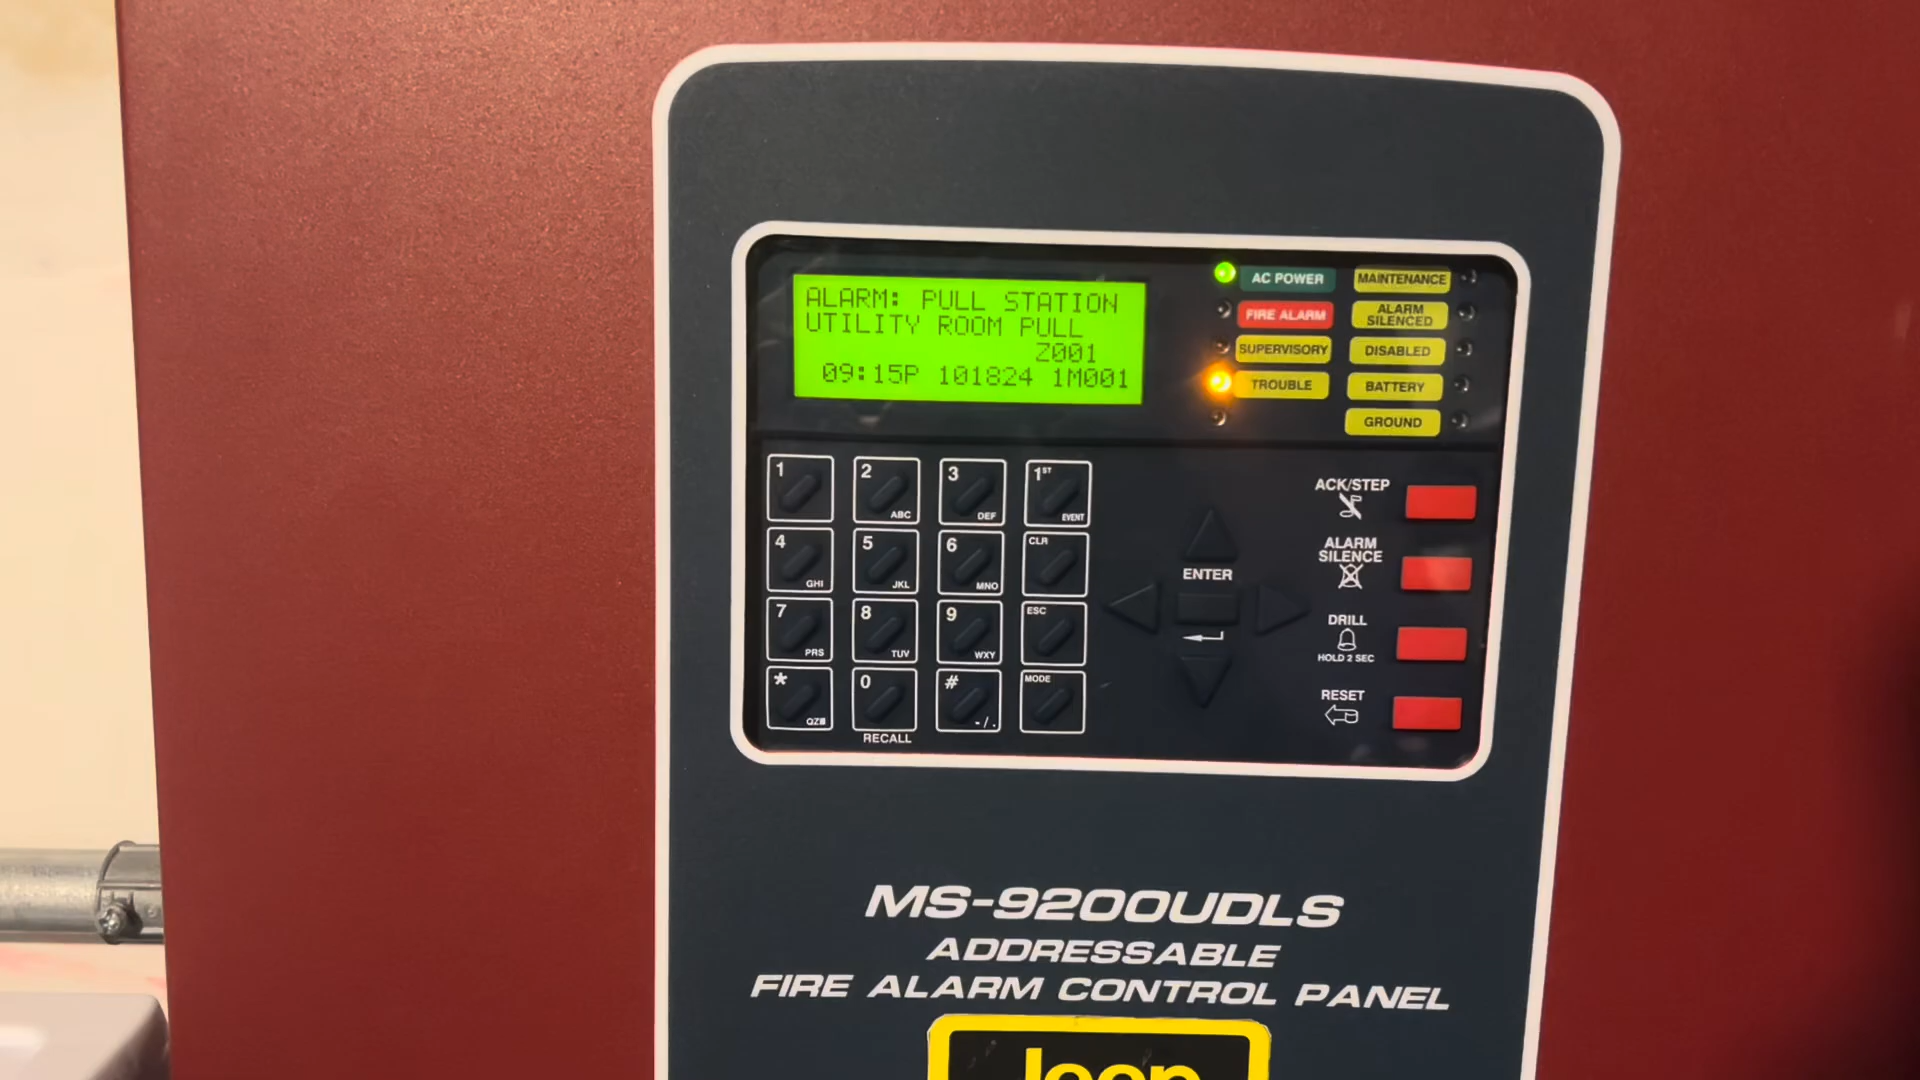 ALARM: PULL STATION
UTILITY ROOM PULL
Z001
09:15P 101824 1M001
AC POWER
FIRE ALARM
SUPERVISORY
TROUBLE
MAINTENANCE
ALARM
SILENCED
DISABLED
BATTERY
GROUND
1
2 ABC
3 DEF
1ST EVENT
4 GHI
5 JKL
6 MNO
CLR
7 PRS
8 TUV
9 WXY
ESC
* QZ
0
# - / .
MODE
RECALL
ENTER
ACK/STEP
ALARM
SILENCE
DRILL
HOLD 2 SEC
RESET
MS-9200UDLS
ADDRESSABLE
FIRE ALARM CONTROL PANEL